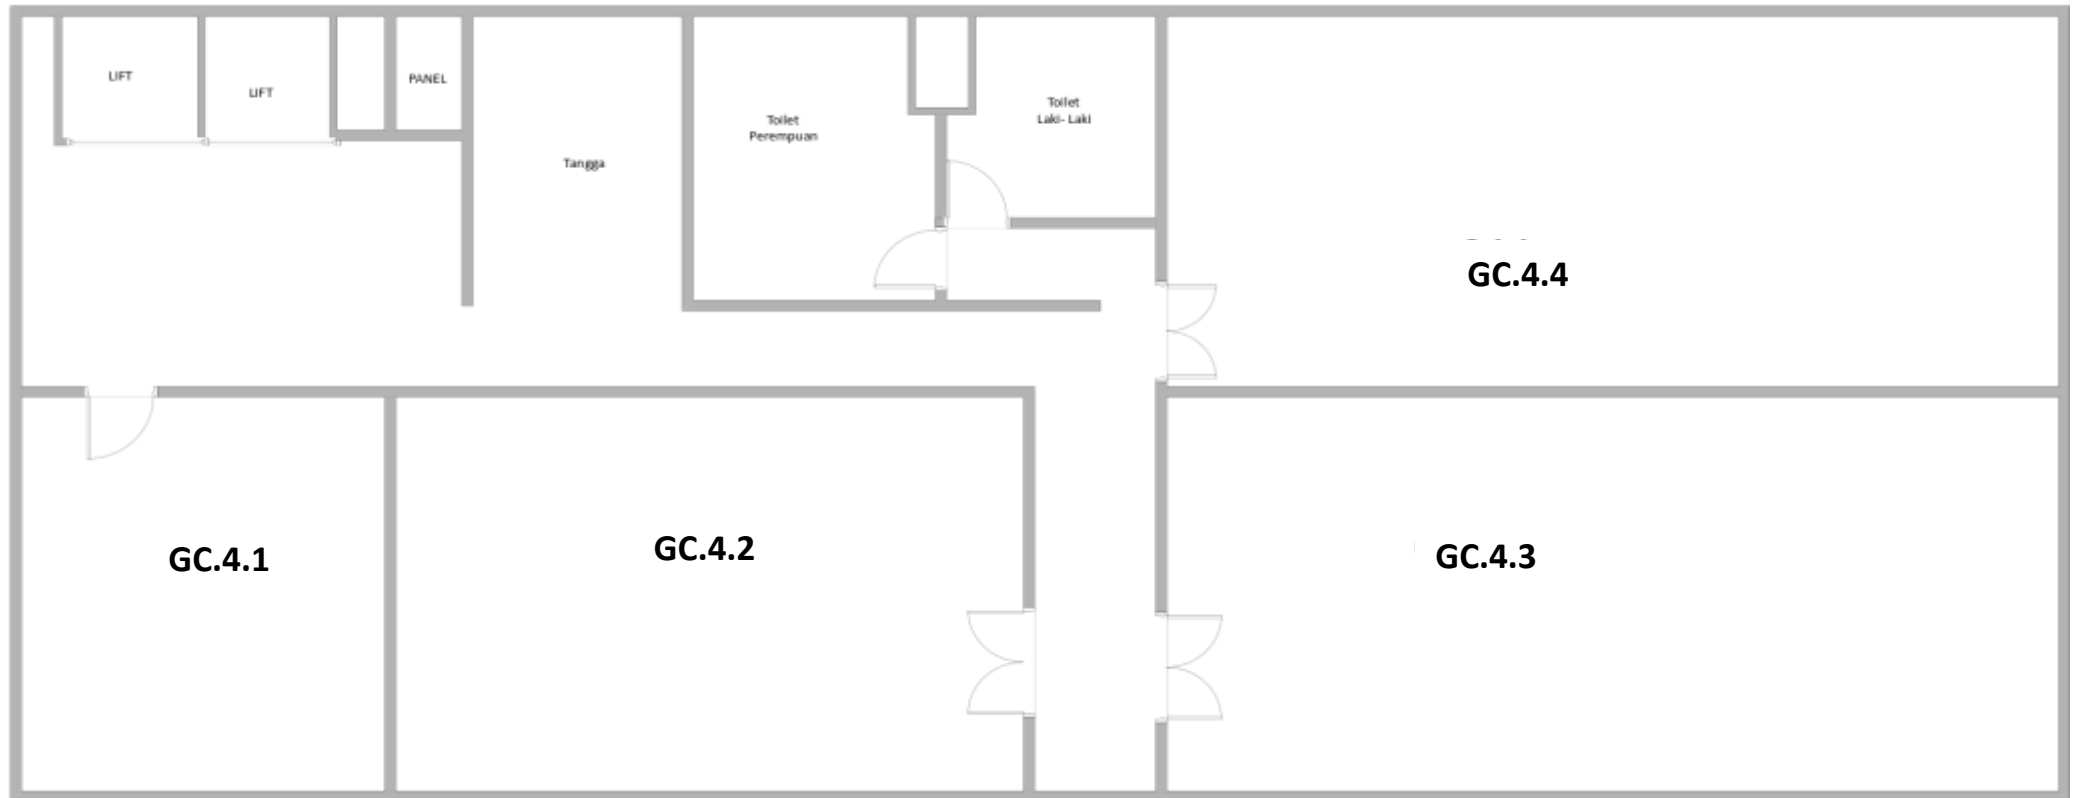 LIFT
LIFT
PANEL
Tangga
Toilet
Perempuan
Toilet
Laki- Laki
GC.4.4
GC.4.1
GC.4.2
GC.4.3